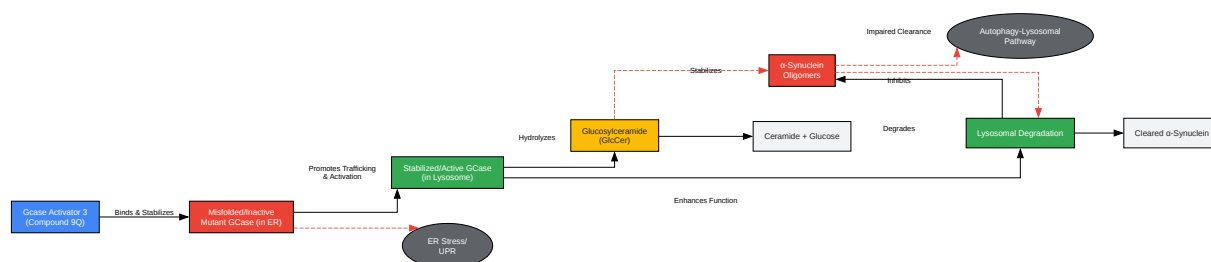 Impaired Clearance
Autophagy-Lysosomal
Pathway
α-Synuclein
Oligomers
Stabilizes
Inhibits
Glucosylceramide
(GlcCer)
Hydrolyzes
Ceramide + Glucose
Degrades
Lysosomal Degradation
Cleared α-Synuclein
Promotes Trafficking
& Activation
Stabilized/Active GCase
(in Lysosome)
Enhances Function
Gcase Activator 3
(Compound 9Q)
Binds & Stabilizes
Misfolded/Inactive
Mutant GCase (in ER)
ER Stress/
UPR